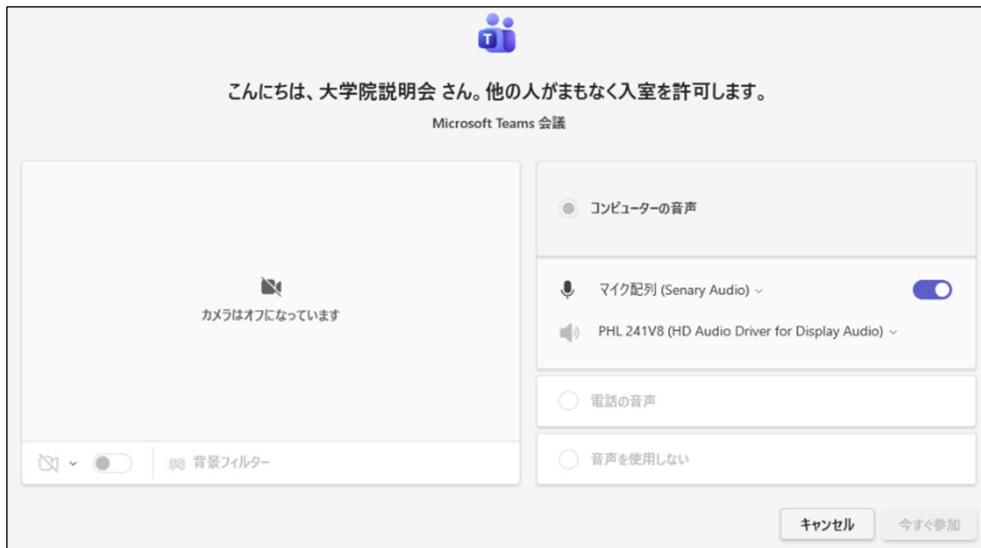 T
こんにちは、大学院説明会 さん。他の人がまもなく入室を許可します。
Microsoft Teams 会議
カメラはオフになっています
背景フィルター
コンピューターの音声
マイク配列 (Senary Audio)
PHL 241V8 (HD Audio Driver for Display Audio)
電話の音声
音声を使用しない
キャンセル
今すぐ参加